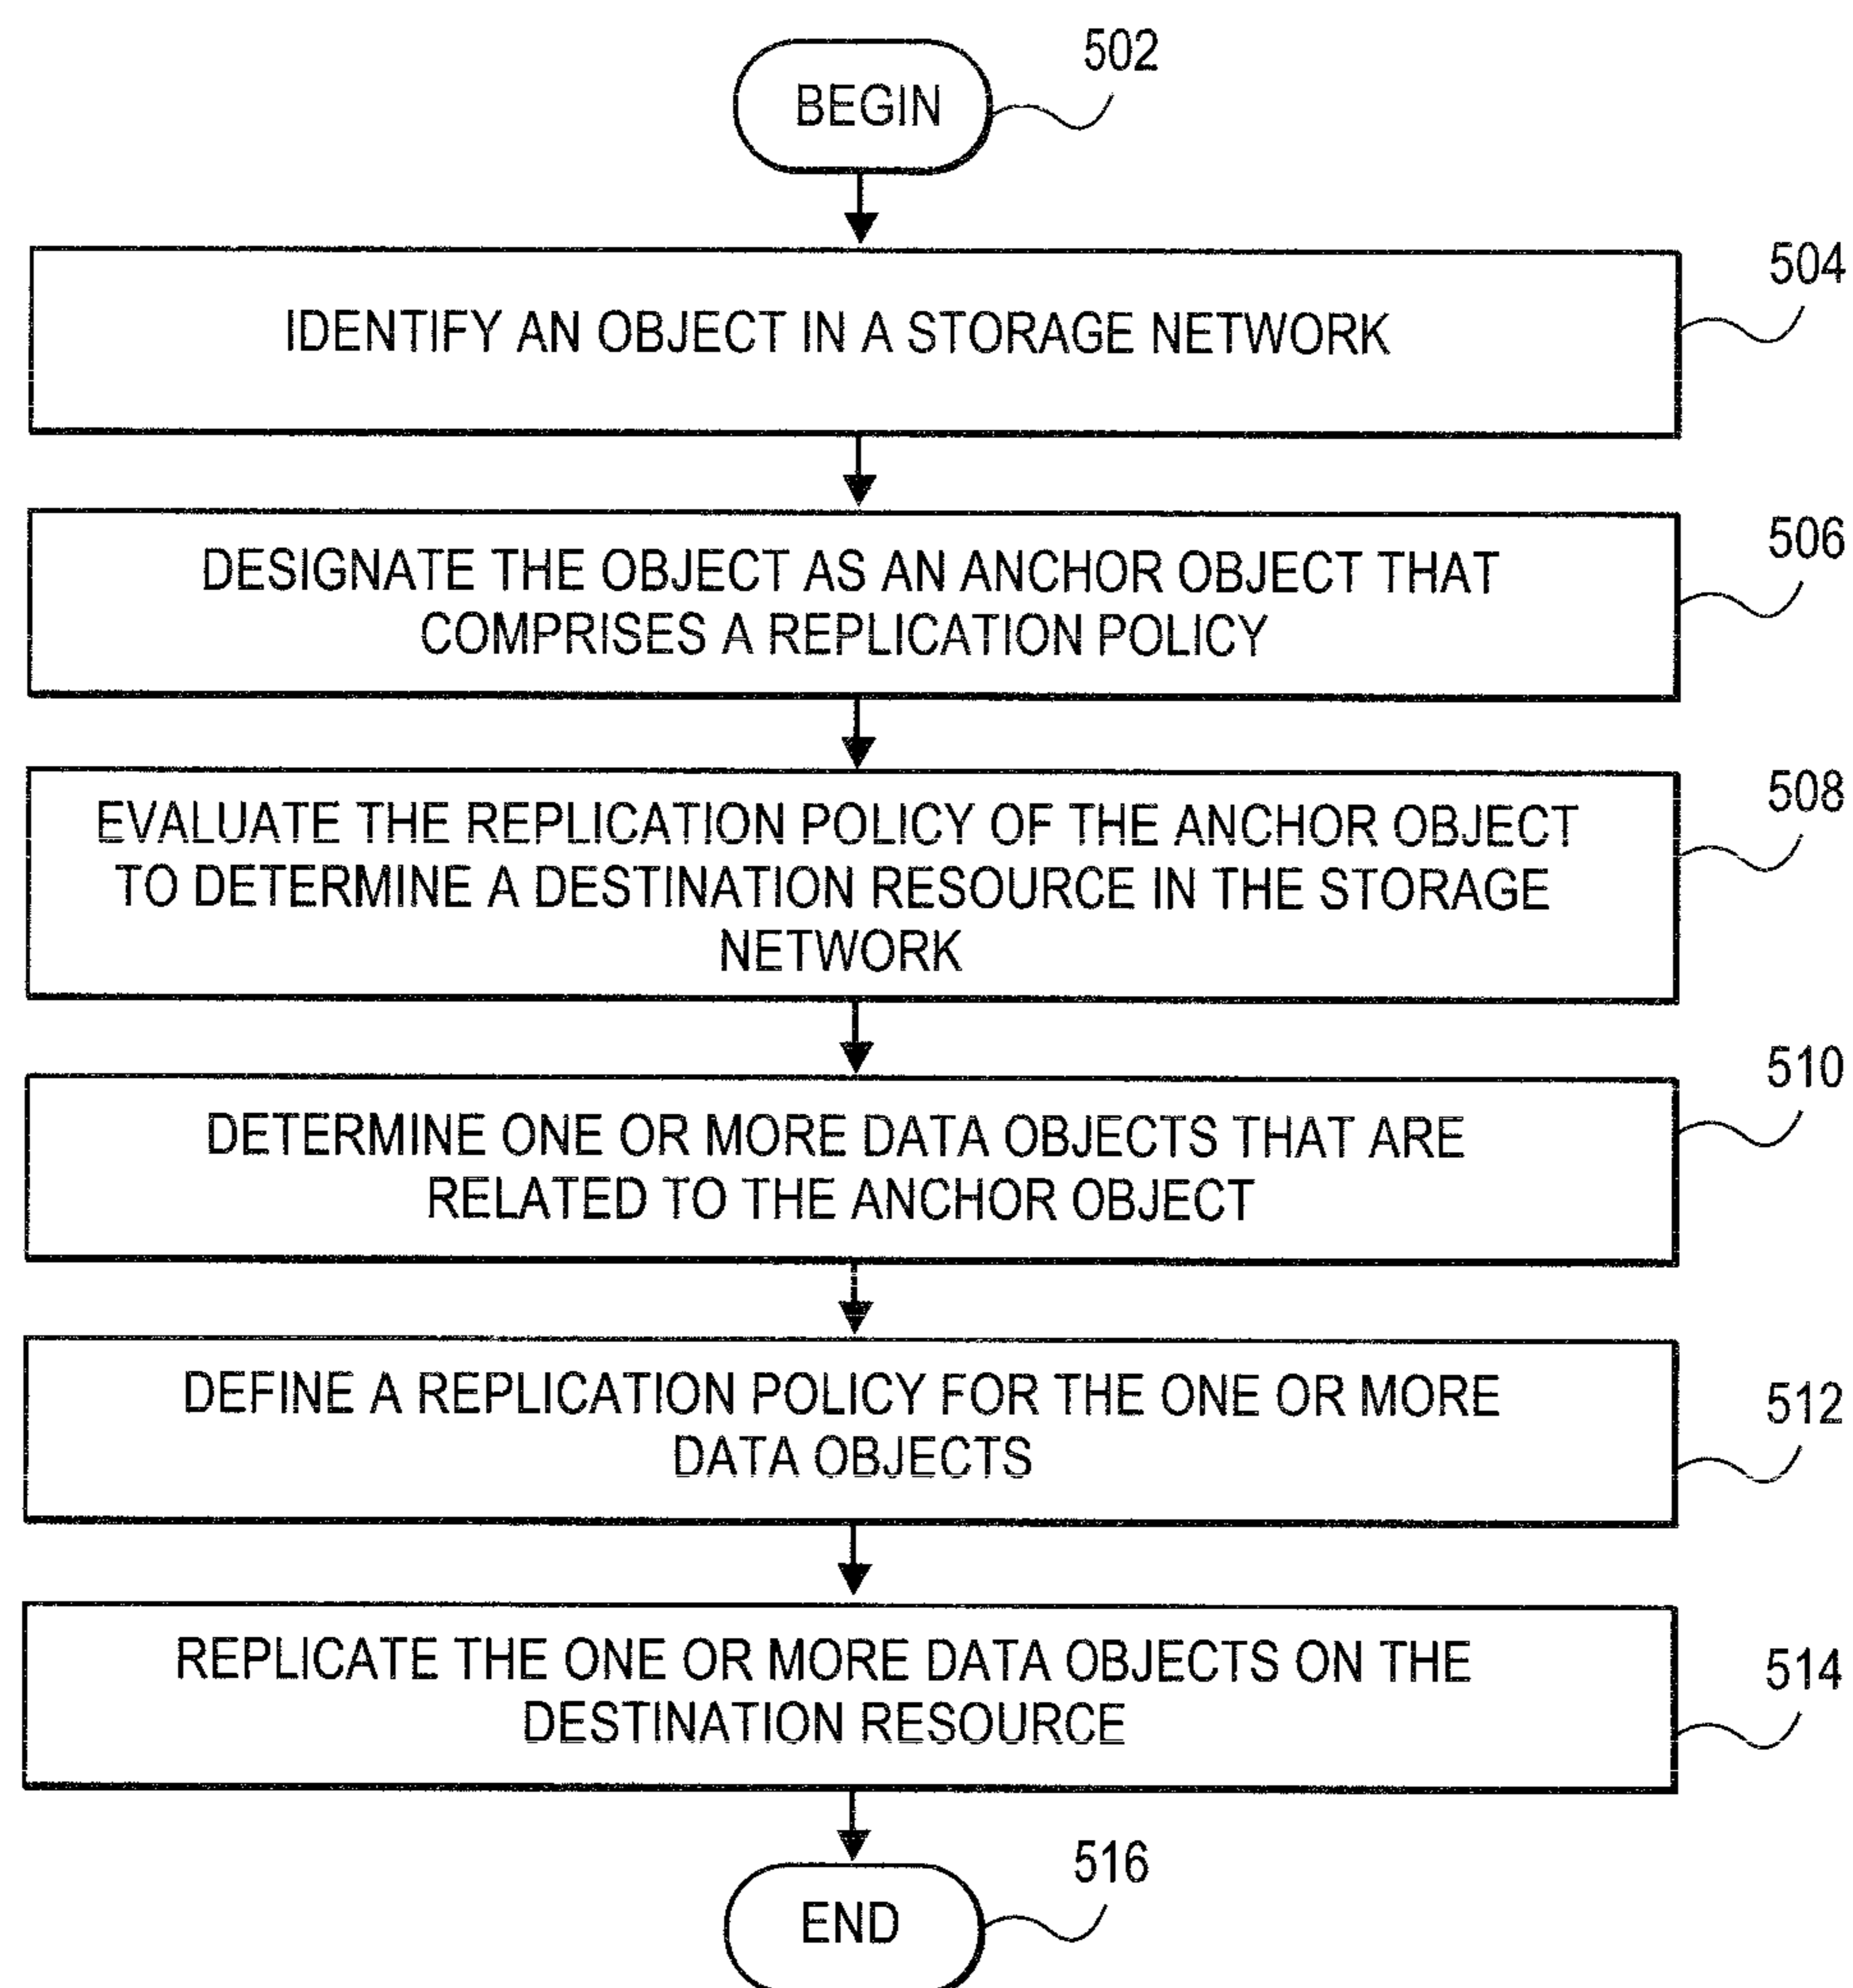 502
BEGIN
504
IDENTIFY AN OBJECT IN A STORAGE NETWORK
506
DESIGNATE THE OBJECT AS AN ANCHOR OBJECT THAT
COMPRISES A REPLICATION POLICY
508
EVALUATE THE REPLICATION POLICY OF THE ANCHOR OBJECT
TO DETERMINE A DESTINATION RESOURCE IN THE STORAGE
NETWORK
510
DETERMINE ONE OR MORE DATA OBJECTS THAT ARE
RELATED TO THE ANCHOR OBJECT
512
DEFINE A REPLICATION POLICY FOR THE ONE OR MORE
DATA OBJECTS
514
REPLICATE THE ONE OR MORE DATA OBJECTS ON THE
DESTINATION RESOURCE
516
END